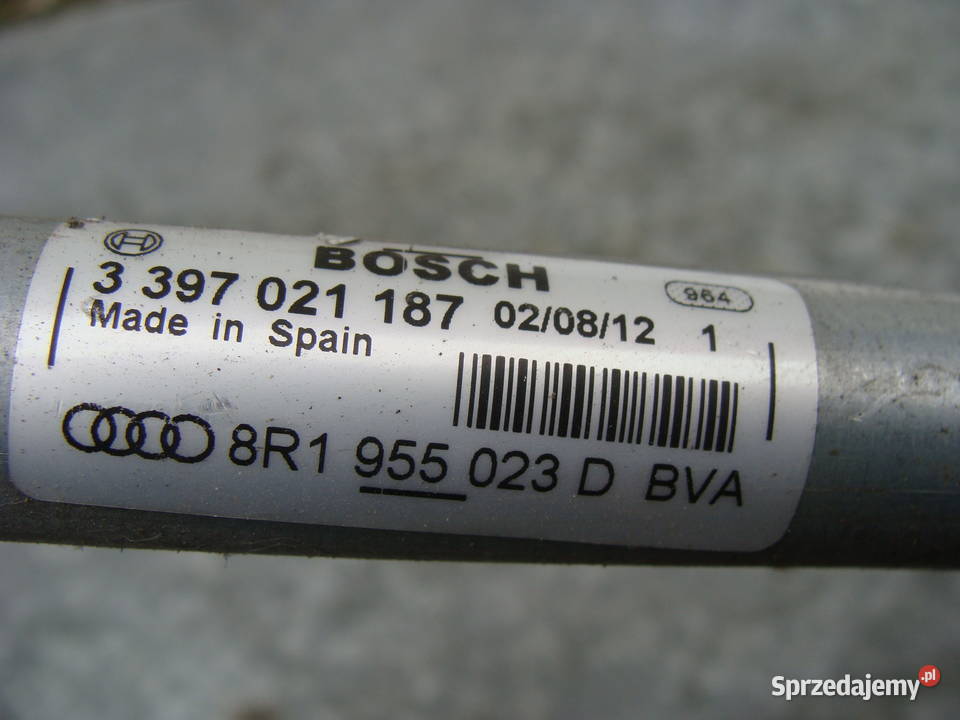 BOSCH
3 397 021 187 02/08/12 1
964
Made in Spain
8R1 955 023 D BVA
Sprzedajemy.pl